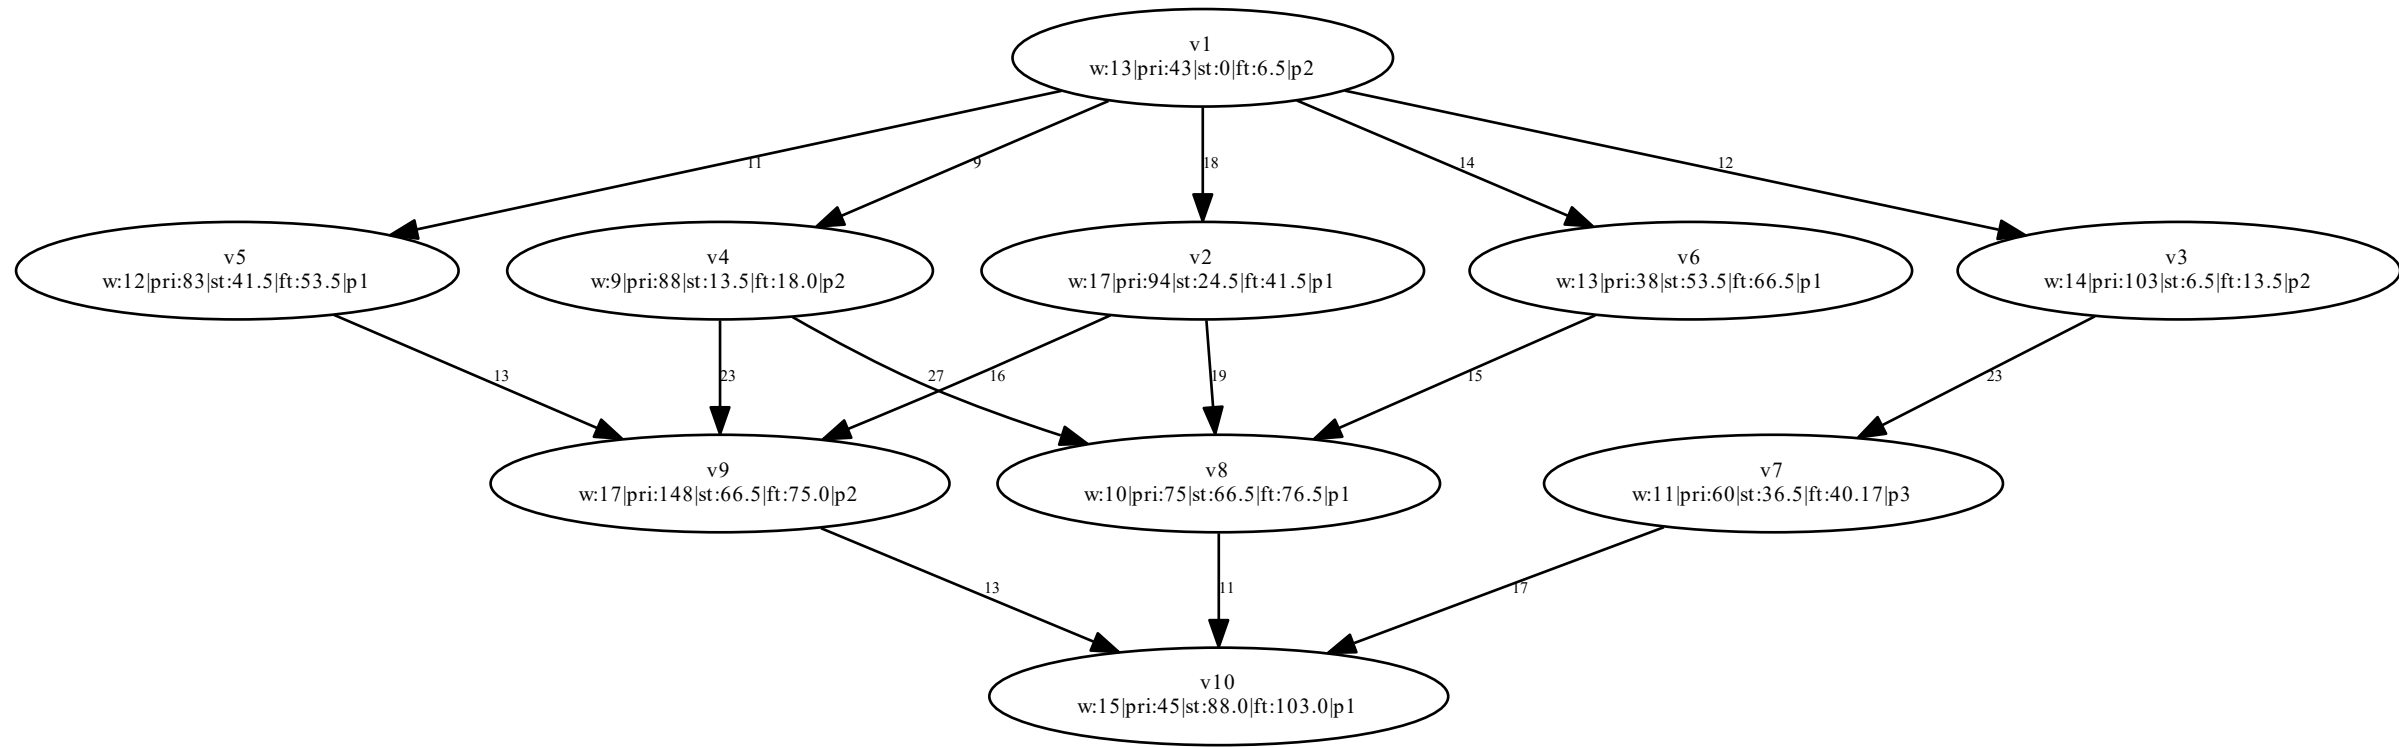 v1
w:13|pri:43|st:0|ft:6.5|p2
11
9
18
14
12
v5
w:12|pri:83|st:41.5|ft:53.5|p1
v4
w:9|pri:88|st:13.5|ft:18.0|p2
v2
w:17|pri:94|st:24.5|ft:41.5|p1
v6
w:13|pri:38|st:53.5|ft:66.5|p1
v3
w:14|pri:103|st:6.5|ft:13.5|p2
13
23
27
16
19
15
23
v9
w:17|pri:148|st:66.5|ft:75.0|p2
v8
w:10|pri:75|st:66.5|ft:76.5|p1
v7
w:11|pri:60|st:36.5|ft:40.17|p3
13
11
17
v10
w:15|pri:45|st:88.0|ft:103.0|p1